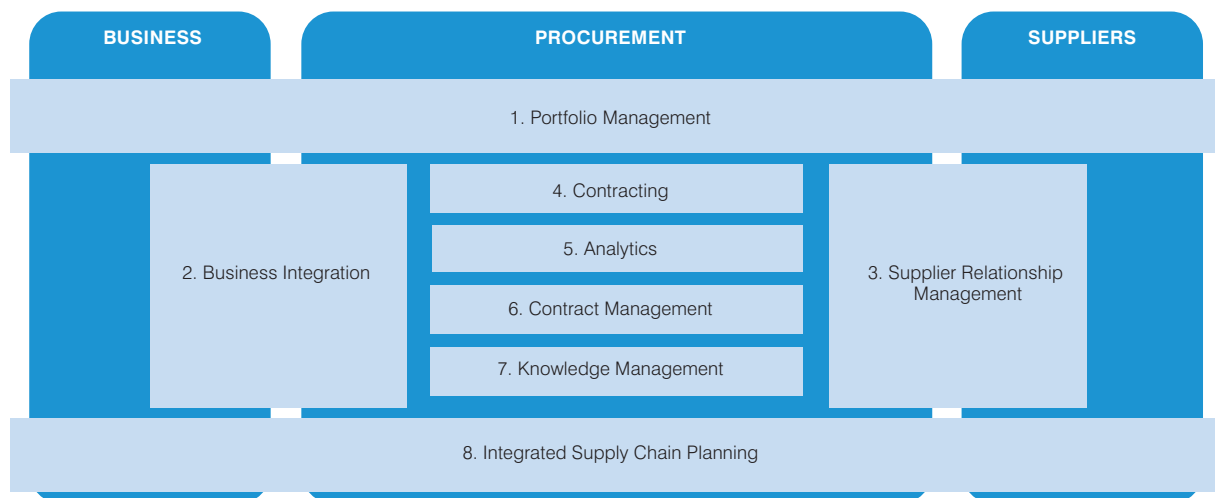 BUSINESS
PROCUREMENT
SUPPLIERS
1. Portfolio Management
2. Business Integration
4. Contracting
5. Analytics
6. Contract Management
7. Knowledge Management
3. Supplier Relationship
Management
8. Integrated Supply Chain Planning